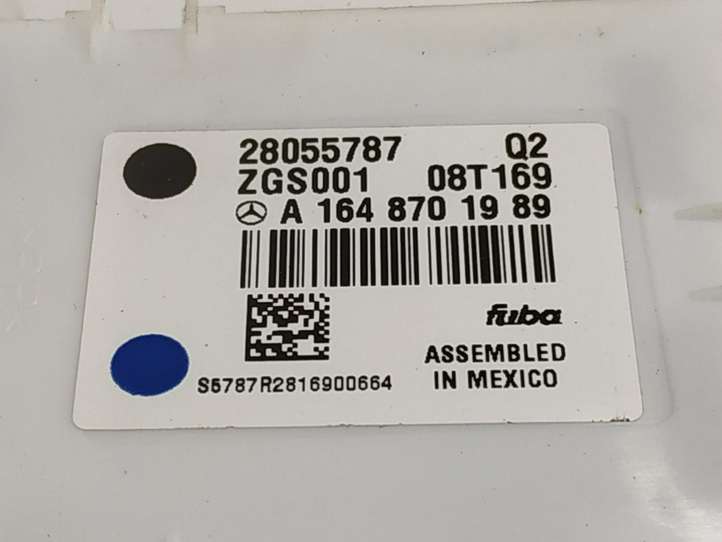 28055787 Q2
ZGS001 08T169
A 164 870 19 89
fuba
ASSEMBLED
IN MEXICO
S5787R2816900664